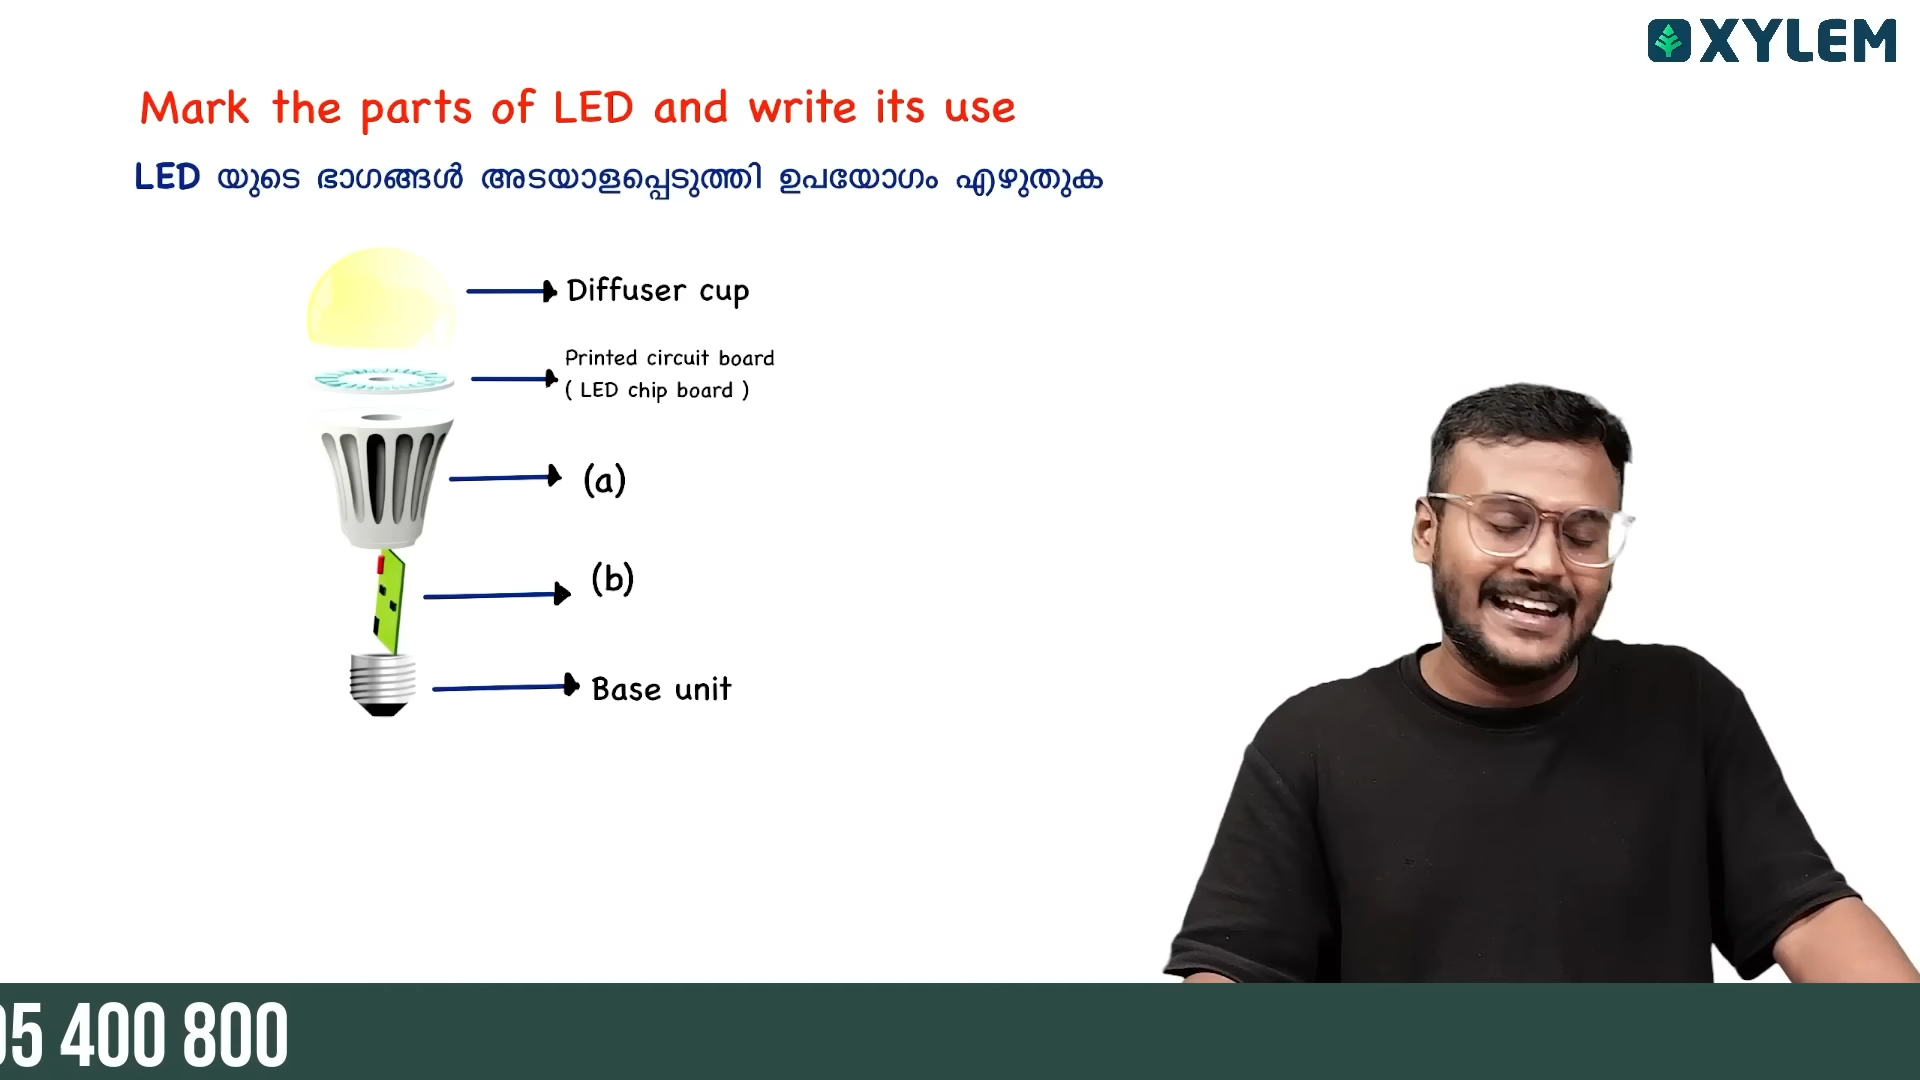 XYLEM
Mark the parts of LED and write its use
LED യുടെ ഭാഗങ്ങൾ അടയാളപ്പെടുത്തി ഉപയോഗം എഴുതുക
Diffuser cup
Printed circuit board
( LED chip board )
(a)
(b)
Base unit
05 400 800